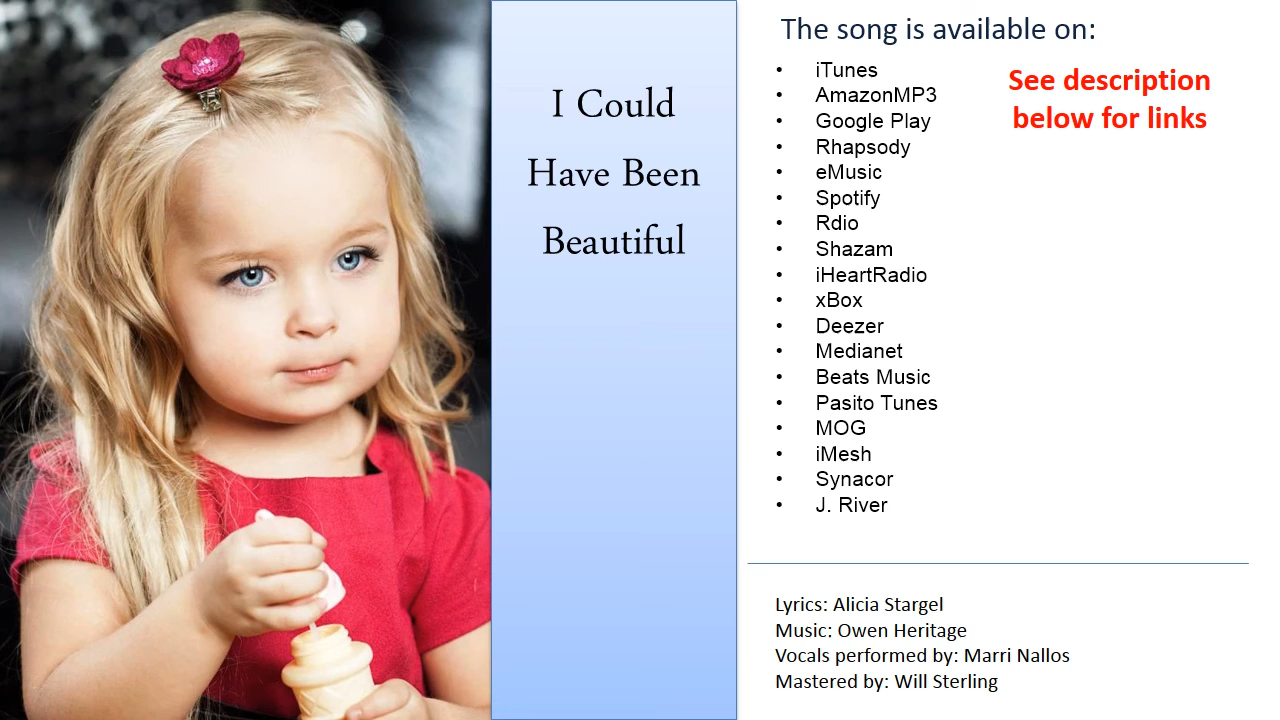 I Could
Have Been
Beautiful
The song is available on:
• iTunes
• AmazonMP3
• Google Play
• Rhapsody
• eMusic
• Spotify
• Rdio
• Shazam
• iHeartRadio
• xBox
• Deezer
• Medianet
• Beats Music
• Pasito Tunes
• MOG
• iMesh
• Synacor
• J. River
See description
below for links
Lyrics: Alicia Stargel
Music: Owen Heritage
Vocals performed by: Marri Nallos
Mastered by: Will Sterling